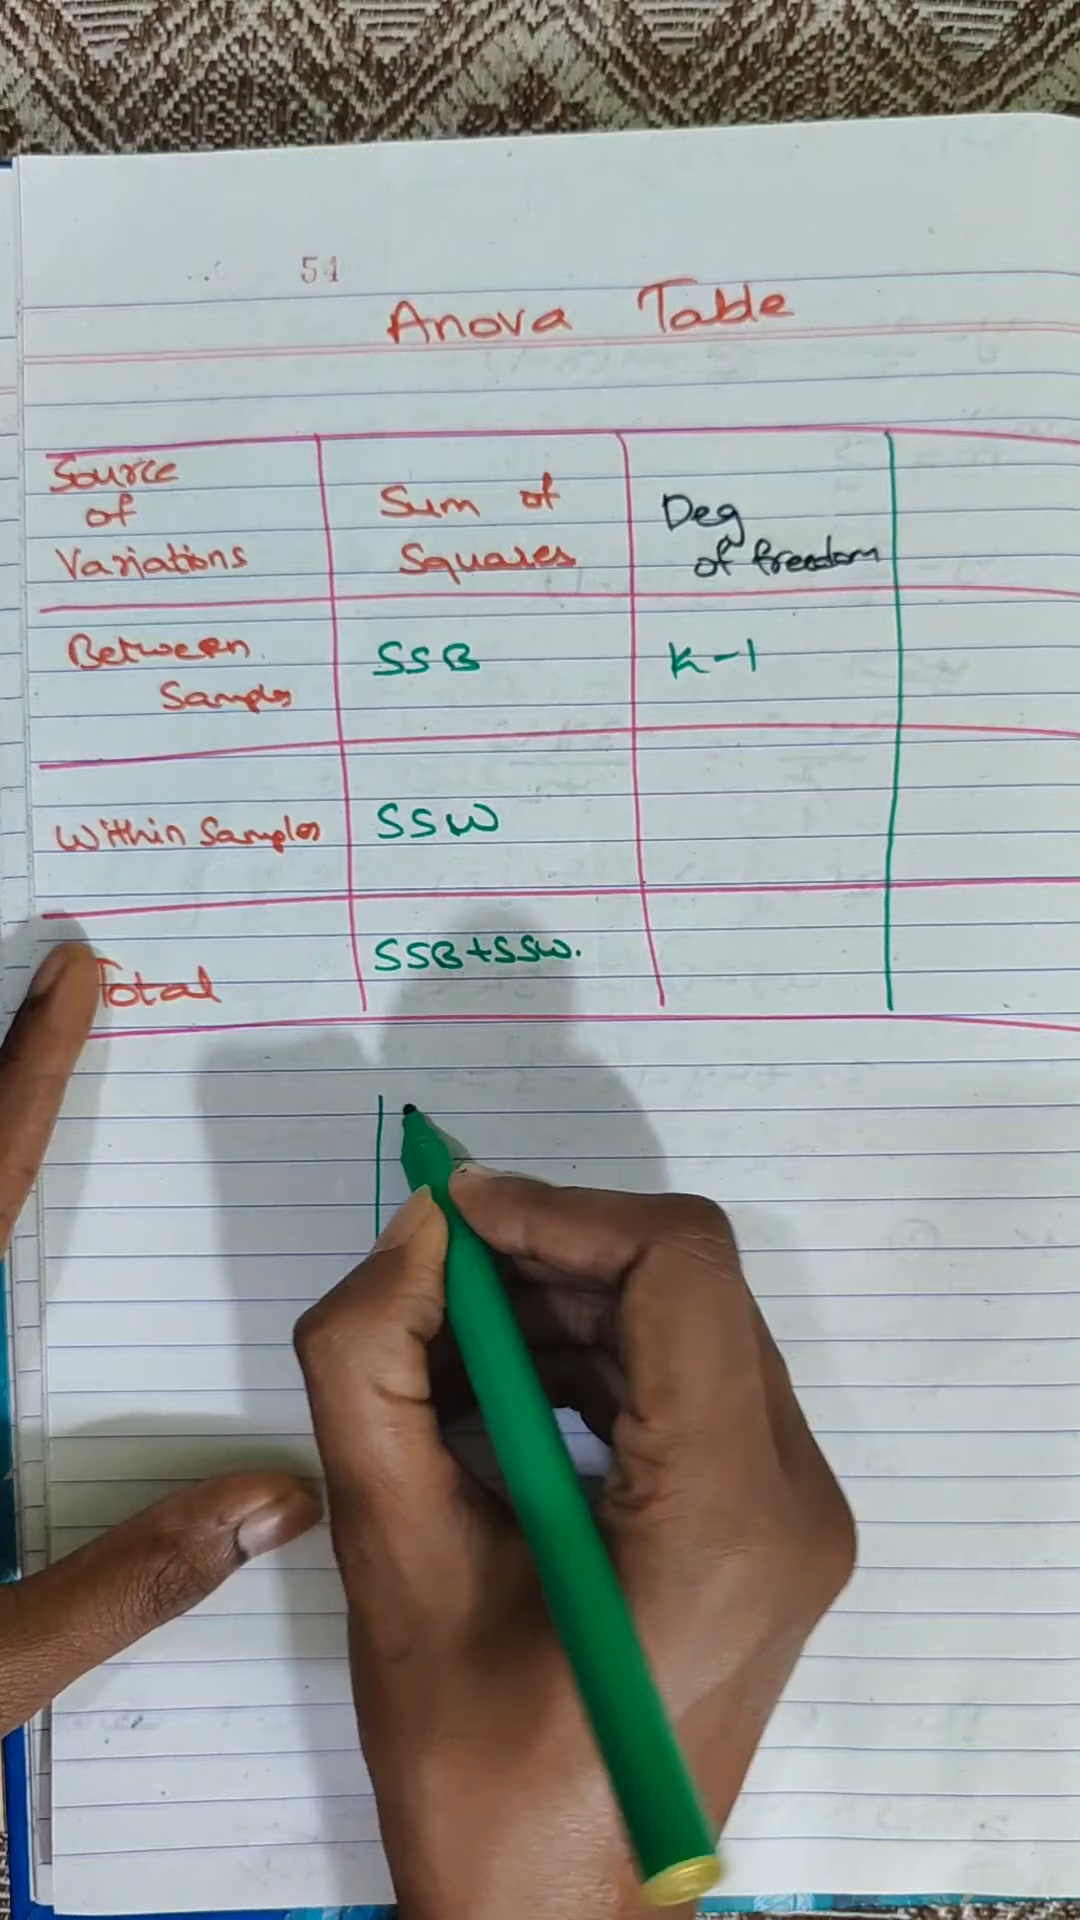 51
Anova Table
Source
of
Variations
Sum of
Squares
Deg
of freedom
Between
Samples
SSB
K-1
Within Samples
SSW
Total
SSB+SSW.